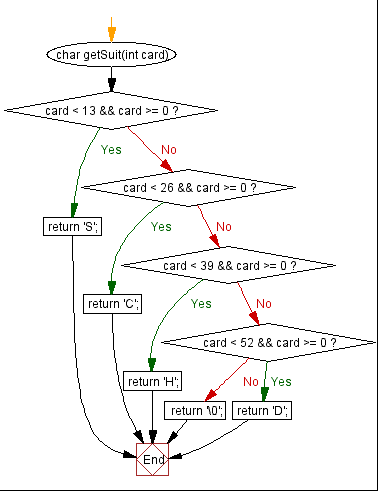 char getSuit(int card)
card < 13 && card >= 0 ?
Yes
No
card < 26 && card >= 0 ?
return 'S';
Yes
No
card < 39 && card >= 0 ?
return 'C';
Yes
No
card < 52 && card >= 0 ?
return 'H';
No
Yes
return '\0';
return 'D';
End